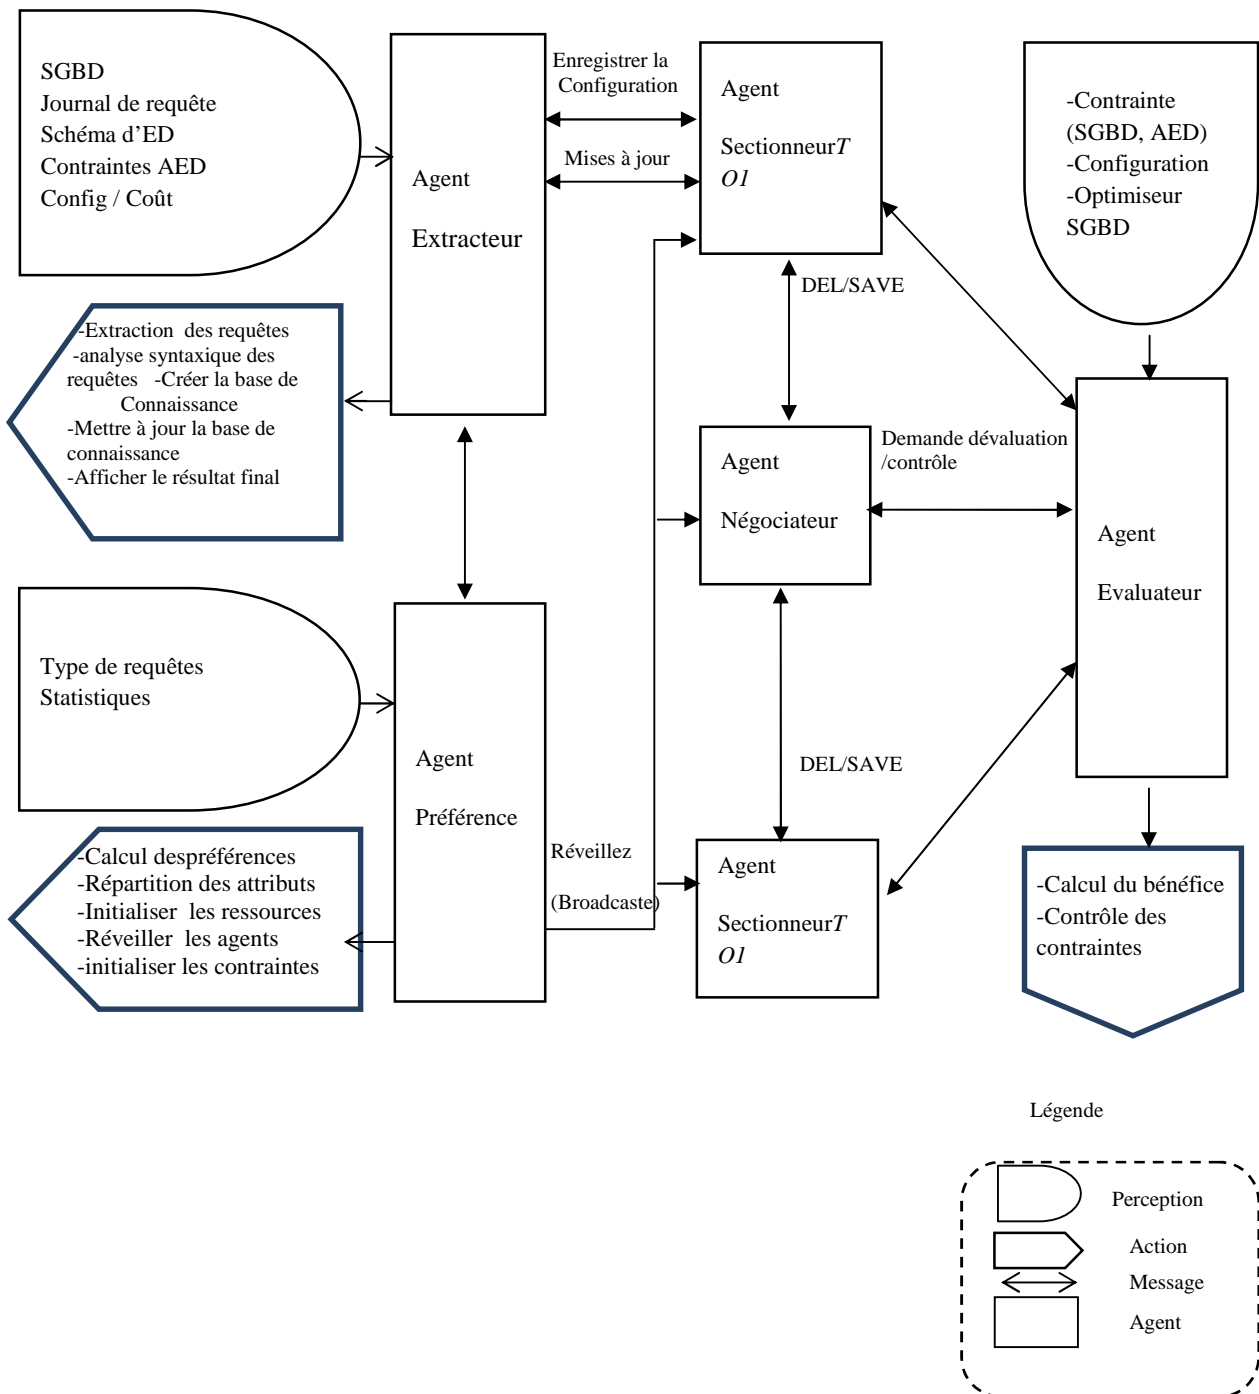 SGBD
Journal de requête
Schéma d'ED
Contraintes AED
Config / Coût
Agent
Extracteur
Enregistrer la
Configuration
Mises à jour
Agent
SectionneurT
O1
-Contrainte
(SGBD, AED)
-Configuration
-Optimiseur
SGBD
-Extraction des requêtes
-analyse syntaxique des
requêtes -Créer la base de
Connaissance
-Mettre à jour la base de
connaissance
-Afficher le résultat final
DEL/SAVE
Agent
Négociateur
Demande dévaluation
/contrôle
Agent
Evaluateur
Type de requêtes
Statistiques
Agent
Préférence
DEL/SAVE
-Calcul despréférences
-Répartition des attributs
-Initialiser les ressources
-Réveiller les agents
-initialiser les contraintes
Réveillez
(Broadcaste)
Agent
SectionneurT
O1
-Calcul du bénéfice
-Contrôle des
contraintes
Légende
Perception
Action
Message
Agent